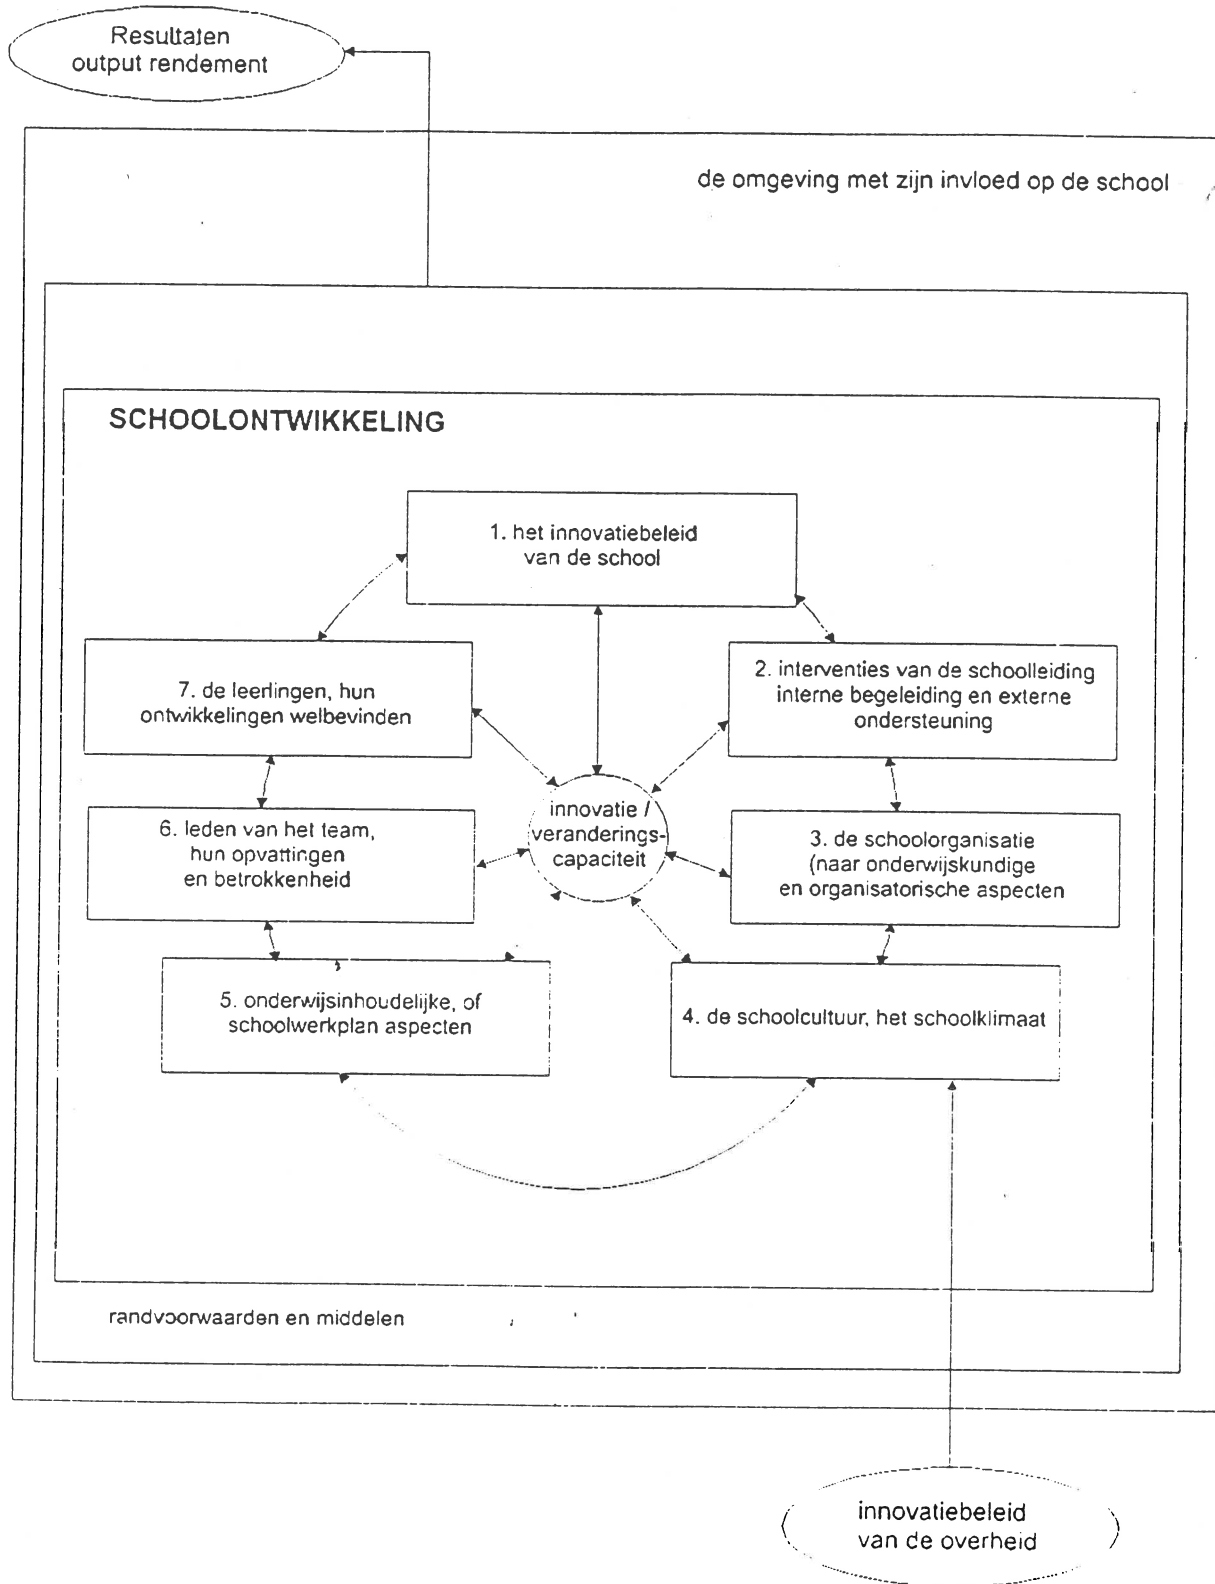 Resultaten
output rendement
de omgeving met zijn invloed op de school
SCHOOLONTWIKKELING
1. het innovatiebeleid
van de school
7. de leerlingen, hun
ontwikkelingen welbevinden
2. interventies van de schoolleiding
interne begeleiding en externe
ondersteuning
innovatie /
veranderings-
capaciteit
6. leden van het team,
hun opvattingen
en betrokkenheid
3. de schoolorganisatie
(naar onderwijskundige
en organisatorische aspecten
5. onderwijsinhoudelijke, of
schoolwerkplan aspecten
4. de schoolcultuur, het schoolklimaat
randvoorwaarden en middelen
innovatiebeleid
van de overheid